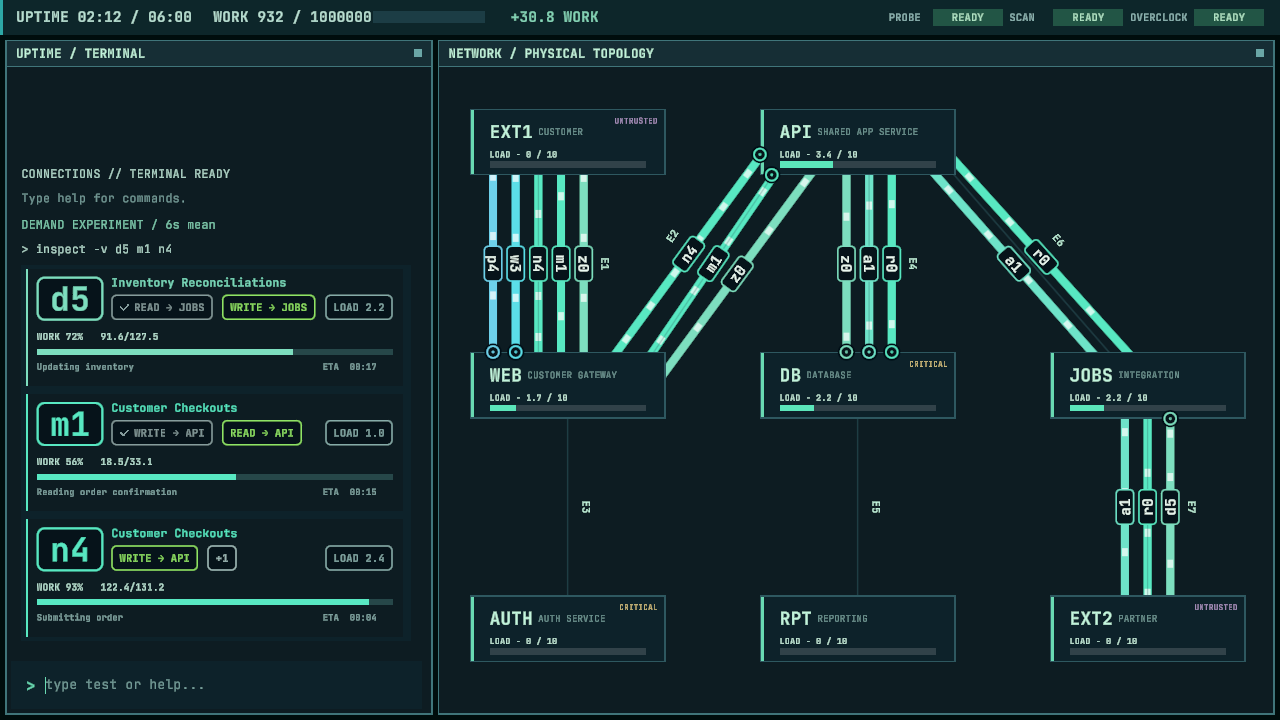 UPTIME 02:12 / 06:00 WORK 932 / 1000000 +30.8 WORK PROBE READY SCAN READY OVERCLOCK READY
UPTIME / TERMINAL
CONNECTIONS // TERMINAL READY
Type help for commands.
DEMAND EXPERIMENT / 6s mean
> inspect -v d5 m1 n4
d5
Inventory Reconciliations
✓ READ → JOBS WRITE → JOBS LOAD 2.2
WORK 72% 91.6/127.5
Updating inventory ETA 00:17
m1
Customer Checkouts
✓ WRITE → API READ → API LOAD 1.0
WORK 56% 18.5/33.1
Reading order confirmation ETA 00:15
n4
Customer Checkouts
WRITE → API +1 LOAD 2.4
WORK 93% 122.4/131.2
Submitting order ETA 00:04
> type test or help...
NETWORK / PHYSICAL TOPOLOGY
UNTRUSTED
EXT1 CUSTOMER
LOAD - 0 / 10
API SHARED APP SERVICE
LOAD - 3.4 / 10
p4 w3 n4 m1 z0 E1
E2 n4 m1 z0
z0 a1 r0 E4
a1 r0 E6
WEB CUSTOMER GATEWAY
LOAD - 1.7 / 10
CRITICAL
DB DATABASE
LOAD - 2.2 / 10
JOBS INTEGRATION
LOAD - 2.2 / 10
E3
E5
a1 r0 d5 E7
CRITICAL
AUTH AUTH SERVICE
LOAD - 0 / 10
RPT REPORTING
LOAD - 0 / 10
UNTRUSTED
EXT2 PARTNER
LOAD - 0 / 10